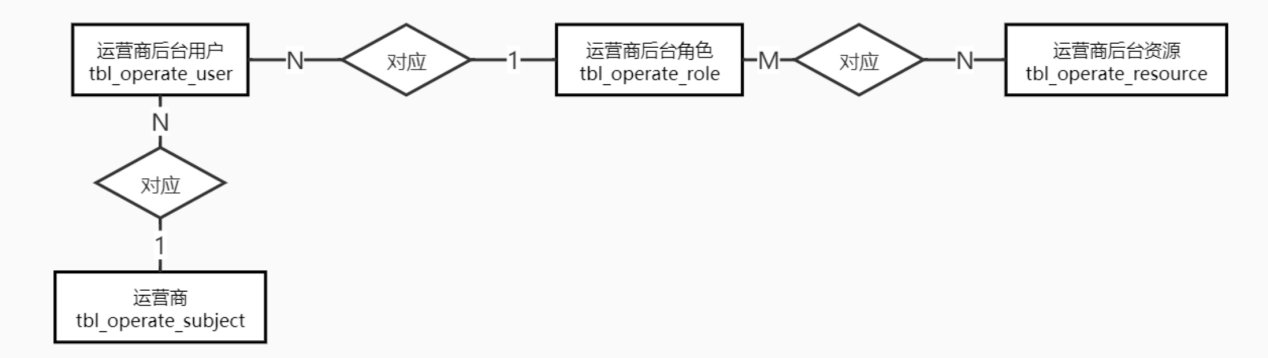 运营商后台用户
tbl_operate_user
N
对应
1
运营商后台角色
tbl_operate_role
M
对应
N
运营商后台资源
tbl_operate_resource
N
对应
1
运营商
tbl_operate_subject